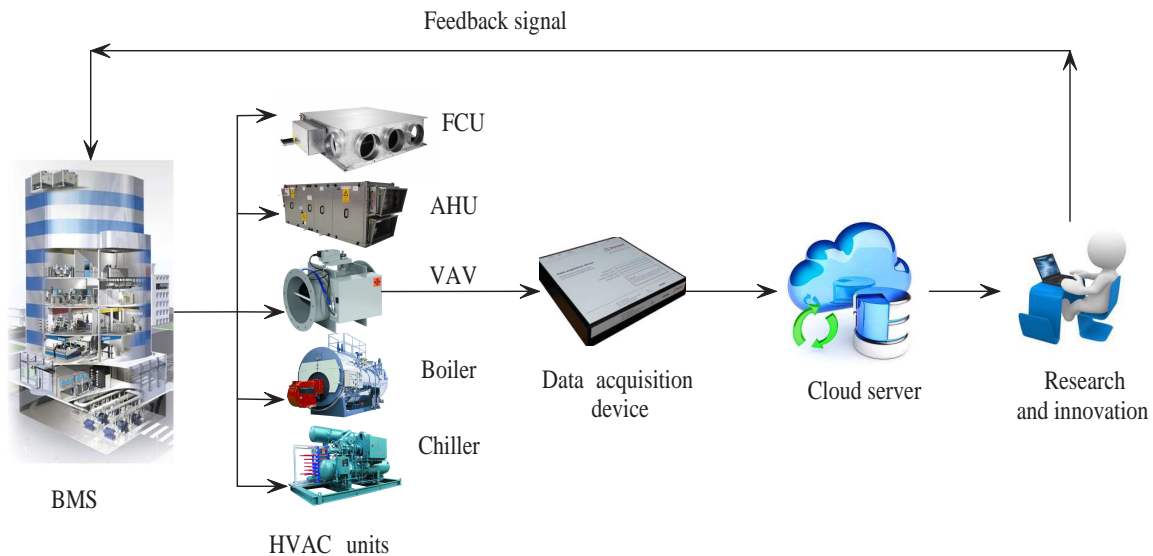 Feedback signal
FCU
AHU
VAV
Boiler
Chiller
BMS
HVAC units
Data acquisition
device
Cloud server
Research
and innovation